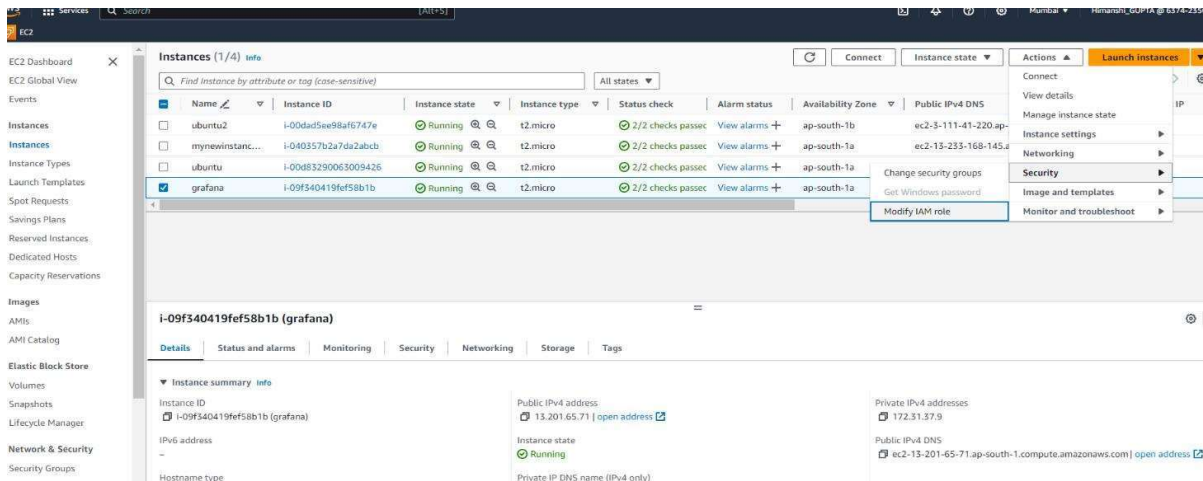 Services Search [Alt+S] Mumbai ▼ Himanshi_GUPTA @ 6374-235
EC2
EC2 Dashboard
EC2 Global View
Events
Instances
Instances
Instance Types
Launch Templates
Spot Requests
Savings Plans
Reserved Instances
Dedicated Hosts
Capacity Reservations
Images
AMIs
AMI Catalog
Elastic Block Store
Volumes
Snapshots
Lifecycle Manager
Network & Security
Security Groups
Instances (1/4) Info Connect Instance state ▼ Actions ▲ Launch instances
Find Instance by attribute or tag (case-sensitive) All states ▼
Name Instance ID Instance state Instance type Status check Alarm status Availability Zone Public IPv4 DNS IP
ubuntu2 i-00dad5ee98af6747e Running t2.micro 2/2 checks passec View alarms + ap-south-1b ec2-3-111-41-220.ap-
mynewinstanc... i-040357b2a7da2abcb Running t2.micro 2/2 checks passec View alarms + ap-south-1a ec2-13-233-168-145.a
ubuntu i-00d83290063009426 Running t2.micro 2/2 checks passec View alarms + ap-south-1a
grafana i-09f340419fef58b1b Running t2.micro 2/2 checks passec View alarms + ap-south-1a
Connect
View details
Manage instance state
Instance settings
Networking
Security
Image and templates
Monitor and troubleshoot
Change security groups
Get Windows password
Modify IAM role
i-09f340419fef58b1b (grafana)
Details Status and alarms Monitoring Security Networking Storage Tags
▼ Instance summary Info
Instance ID Public IPv4 address Private IPv4 addresses
i-09f340419fef58b1b (grafana) 13.201.65.71 | open address 172.31.37.9
IPv6 address Instance state Public IPv4 DNS
– Running ec2-13-201-65-71.ap-south-1.compute.amazonaws.com | open address
Hostname type Private IP DNS name (IPv4 only)